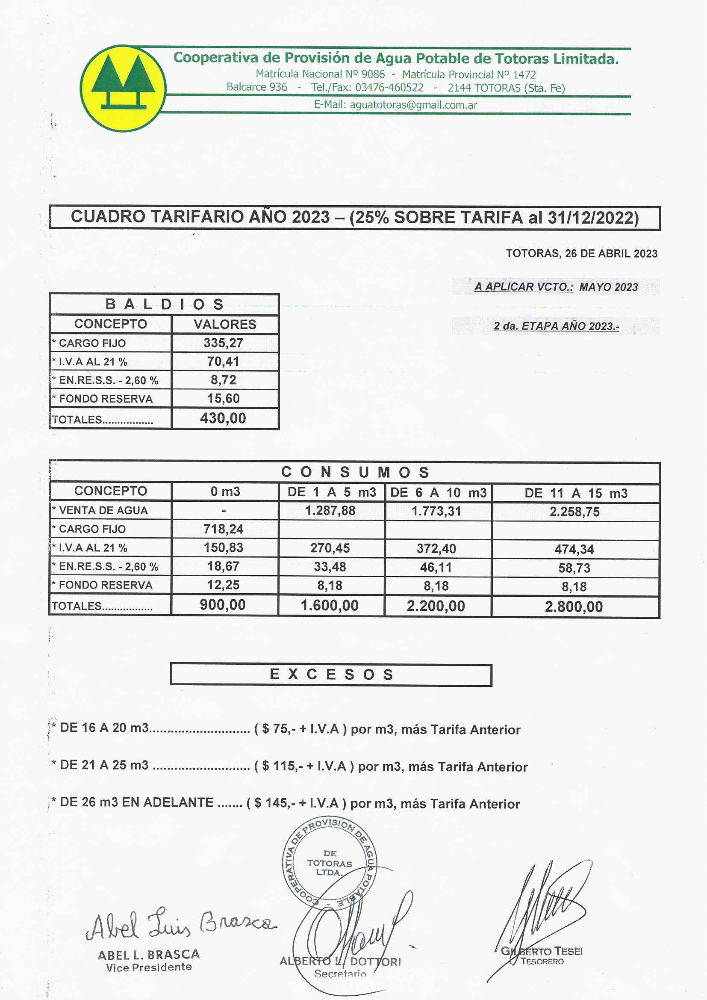 Cooperativa de Provisión de Agua Potable de Totoras Limitada.
Matrícula Nacional Nº 9086 - Matrícula Provincial Nº 1472
Balcarce 936 - Tel./Fax: 03476-460522 - 2144 TOTORAS (Sta. Fe)
E-Mail: aguatotoras@gmail.com.ar
CUADRO TARIFARIO AÑO 2023 – (25% SOBRE TARIFA al 31/12/2022)
TOTORAS, 26 DE ABRIL 2023
A APLICAR VCTO.: MAYO 2023
2 da. ETAPA AÑO 2023.-
B A L D I O S
CONCEPTO VALORES
* CARGO FIJO 335,27
* I.V.A AL 21 % 70,41
* EN.RE.S.S. - 2,60 % 8,72
* FONDO RESERVA 15,60
TOTALES................. 430,00
C O N S U M O S
CONCEPTO 0 m3 DE 1 A 5 m3 DE 6 A 10 m3 DE 11 A 15 m3
* VENTA DE AGUA - 1.287,88 1.773,31 2.258,75
* CARGO FIJO 718,24
* I.V.A AL 21 % 150,83 270,45 372,40 474,34
* EN.RE.S.S. - 2,60 % 18,67 33,48 46,11 58,73
* FONDO RESERVA 12,25 8,18 8,18 8,18
TOTALES................. 900,00 1.600,00 2.200,00 2.800,00
E X C E S O S
* DE 16 A 20 m3............................ ( $ 75,- + I.V.A ) por m3, más Tarifa Anterior
* DE 21 A 25 m3 ........................... ( $ 115,- + I.V.A ) por m3, más Tarifa Anterior
* DE 26 m3 EN ADELANTE ....... ( $ 145,- + I.V.A ) por m3, más Tarifa Anterior
COOPERATIVA DE PROVISION DE AGUA POTABLE -
DE
TOTORAS
LTDA.
Abel Luis Brasca
ABEL L. BRASCA
Vice Presidente
ALBERTO L. DOTTORI
Secretario
GILBERTO TESEI
TESORERO